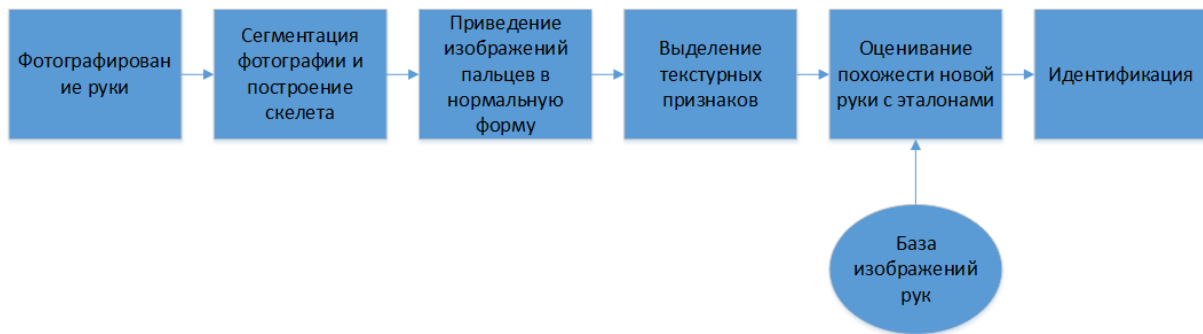 Фотографирован
ие руки
Сегментация
фотографии и
построение
скелета
Приведение
изображений
пальцев в
нормальную
форму
Выделение
текстурных
признаков
Оценивание
похожести новой
руки с эталонами
Идентификация
База
изображений
рук